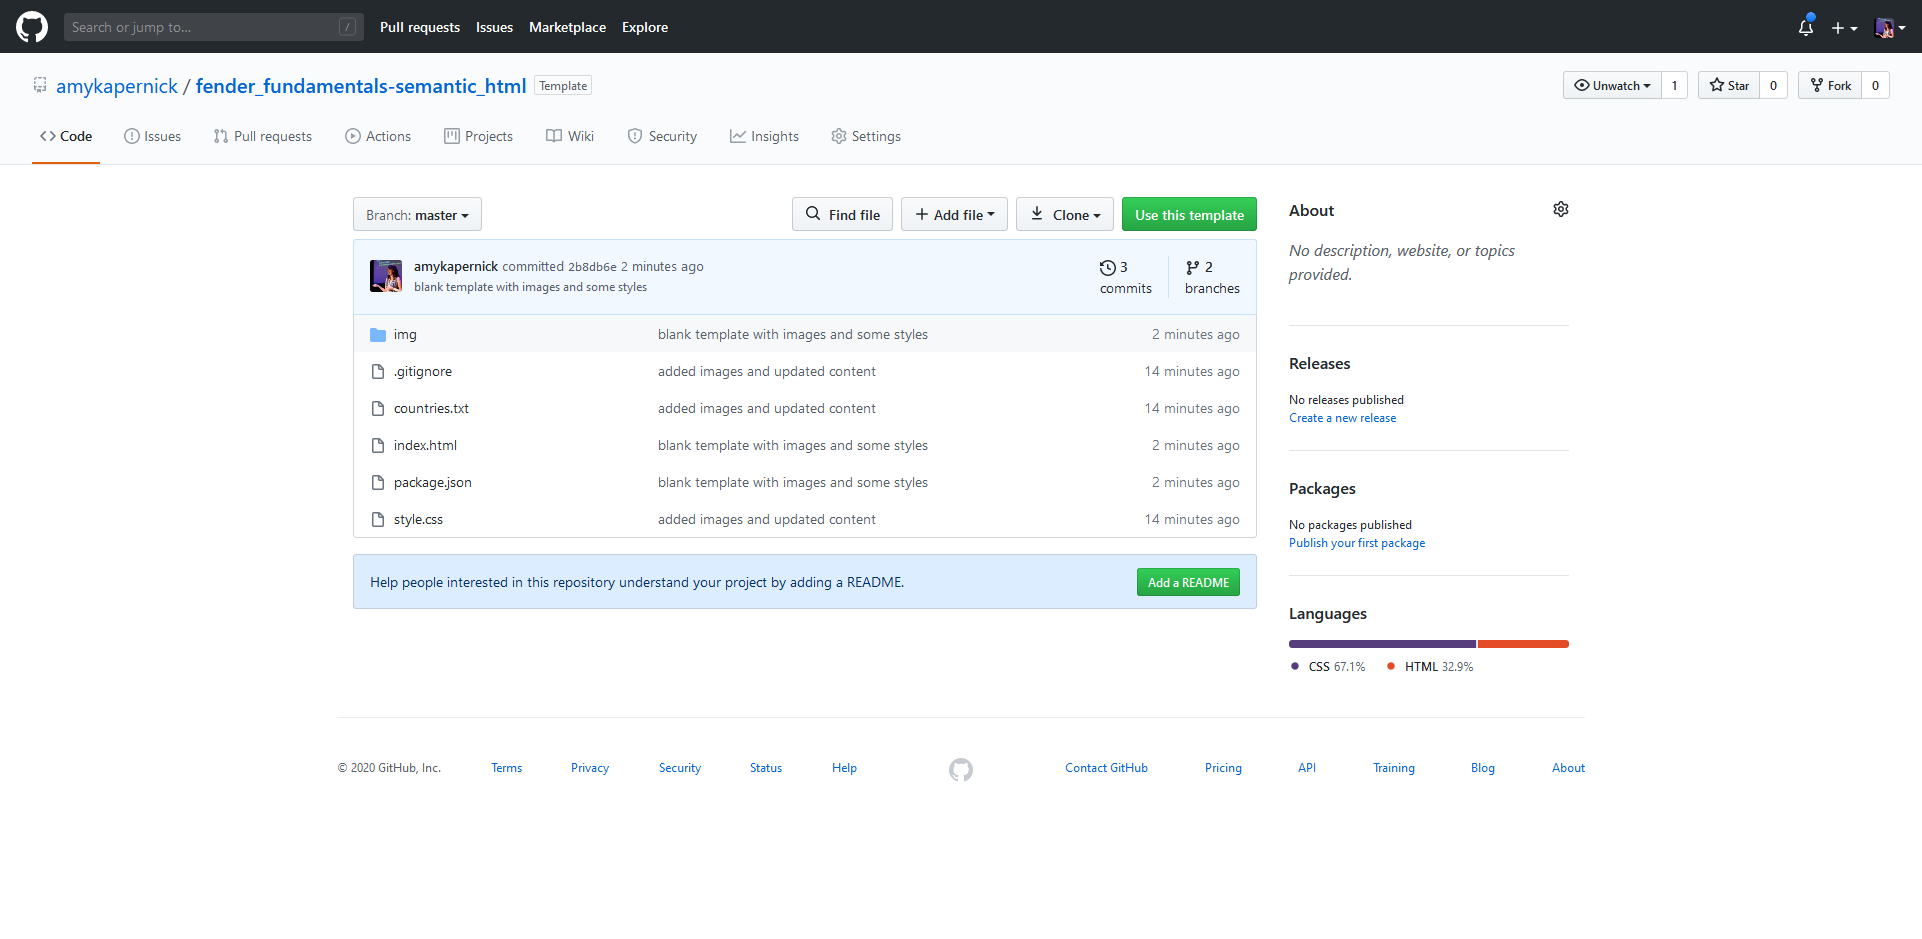 Search or jump to... / Pull requests Issues Marketplace Explore
amykapernick / fender_fundamentals-semantic_html Template Unwatch 1 Star 0 Fork 0
Code Issues Pull requests Actions Projects Wiki Security Insights Settings
Branch: master Find file Add file Clone Use this template
amykapernick committed 2b8db6e 2 minutes ago
blank template with images and some styles
3 commits
2 branches
img blank template with images and some styles 2 minutes ago
.gitignore added images and updated content 14 minutes ago
countries.txt added images and updated content 14 minutes ago
index.html blank template with images and some styles 2 minutes ago
package.json blank template with images and some styles 2 minutes ago
style.css added images and updated content 14 minutes ago
Help people interested in this repository understand your project by adding a README. Add a README
About
No description, website, or topics
provided.
Releases
No releases published
Create a new release
Packages
No packages published
Publish your first package
Languages
CSS 67.1% HTML 32.9%
© 2020 GitHub, Inc. Terms Privacy Security Status Help Contact GitHub Pricing API Training Blog About